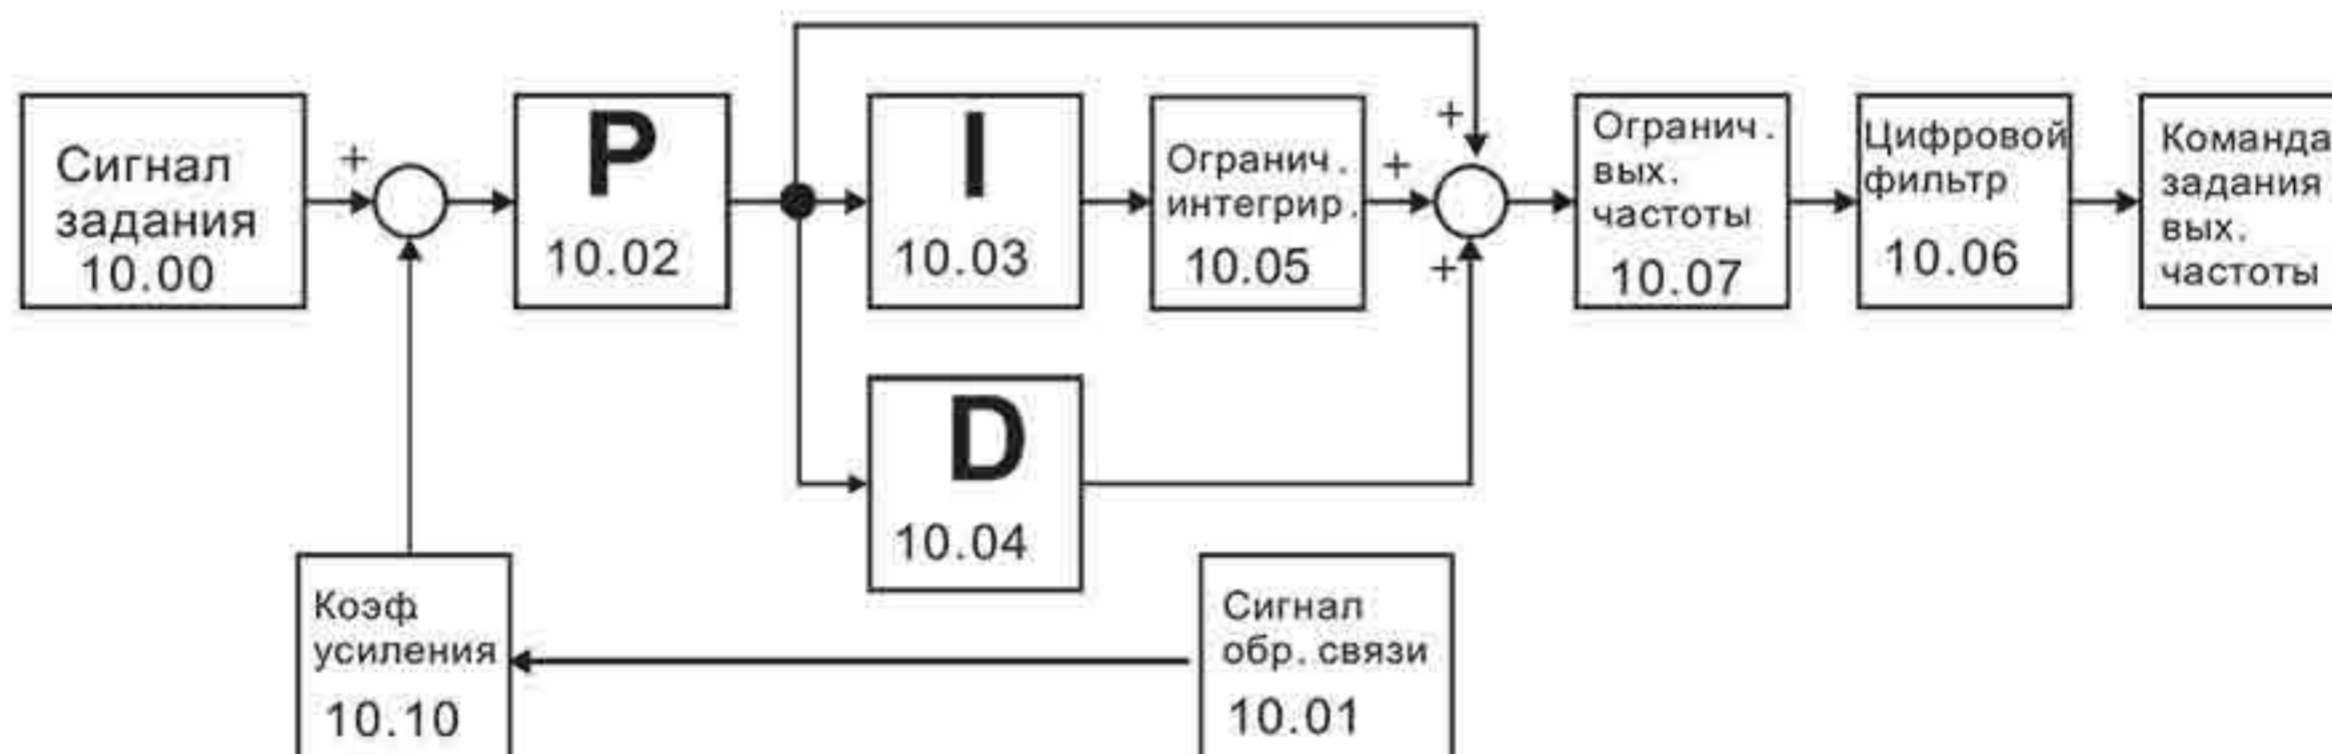 Сигнал
задания
10.00
+
P
10.02
I
10.03
Огранич.
интегрир.
10.05
+
+
+
Огранич.
вых.
частоты
10.07
Цифровой
фильтр
10.06
Команда
задания
вых.
частоты
D
10.04
Коэф
усиления
10.10
Сигнал
обр. связи
10.01